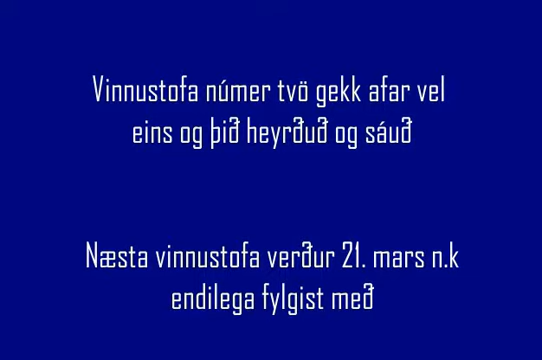 Vinnustofa númer tvö gekk afar vel
eins og þið heyrðuð og sáuð
Næsta vinnustofa verður 21. mars n.k
endilega fylgist með